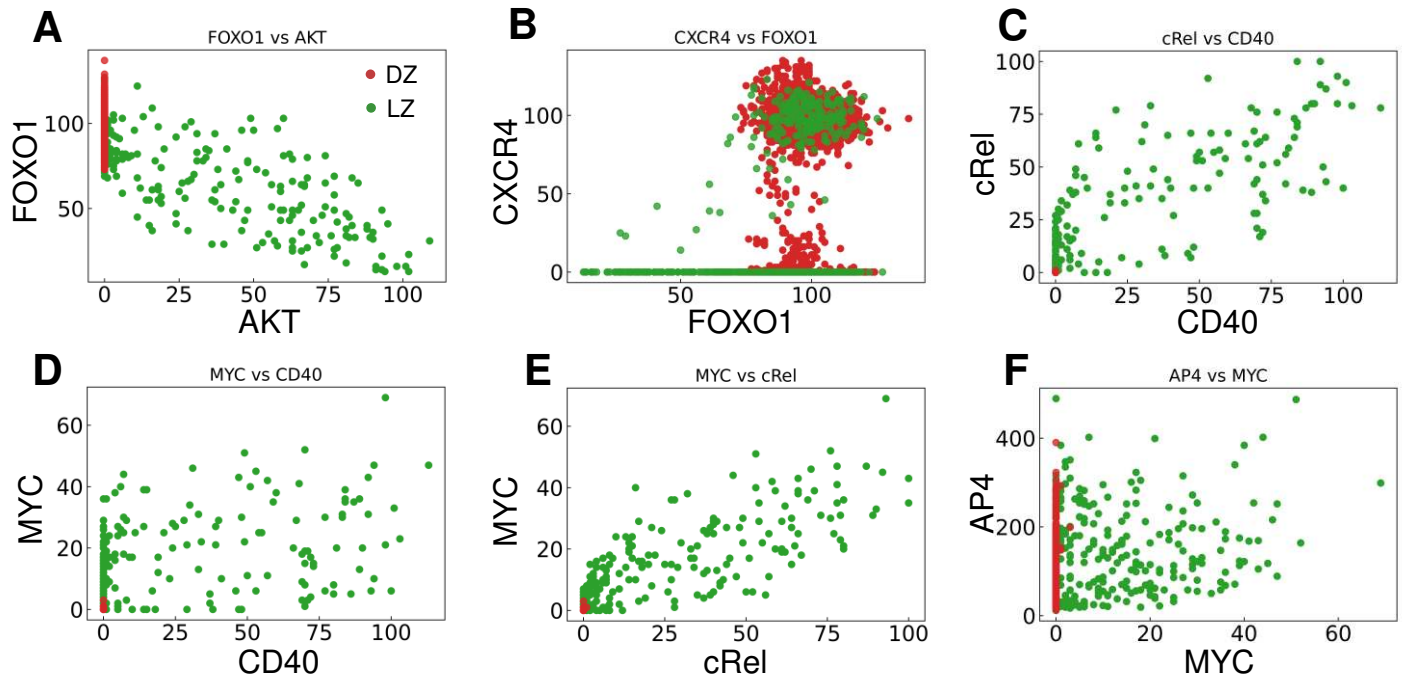 A
FOXO1 vs AKT
FOXO1
100
50
0 25 50 75 100
AKT
DZ
LZ
B
CXCR4 vs FOXO1
CXCR4
100
50
0
50 100
FOXO1
C
cRel vs CD40
cRel
100
75
50
25
0
0 25 50 75 100
CD40
D
MYC vs CD40
MYC
60
40
20
0
0 25 50 75 100
CD40
E
MYC vs cRel
MYC
60
40
20
0
0 25 50 75 100
cRel
F
AP4 vs MYC
AP4
400
200
0
0 20 40 60
MYC